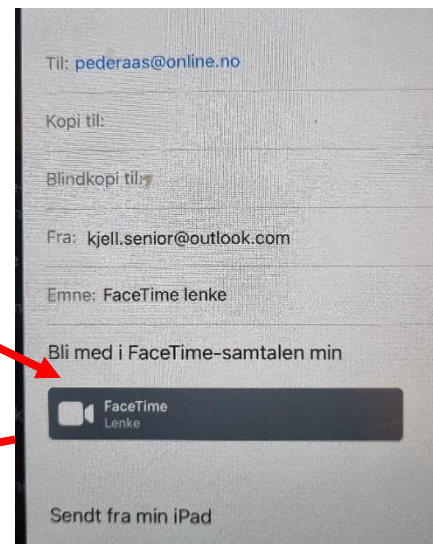 Til: pederaas@online.no
Kopi til:
Blindkopi til:
Fra: kjell.senior@outlook.com
Emne: FaceTime lenke
Bli med i FaceTime-samtalen min
FaceTime
Lenke
Sendt fra min iPad